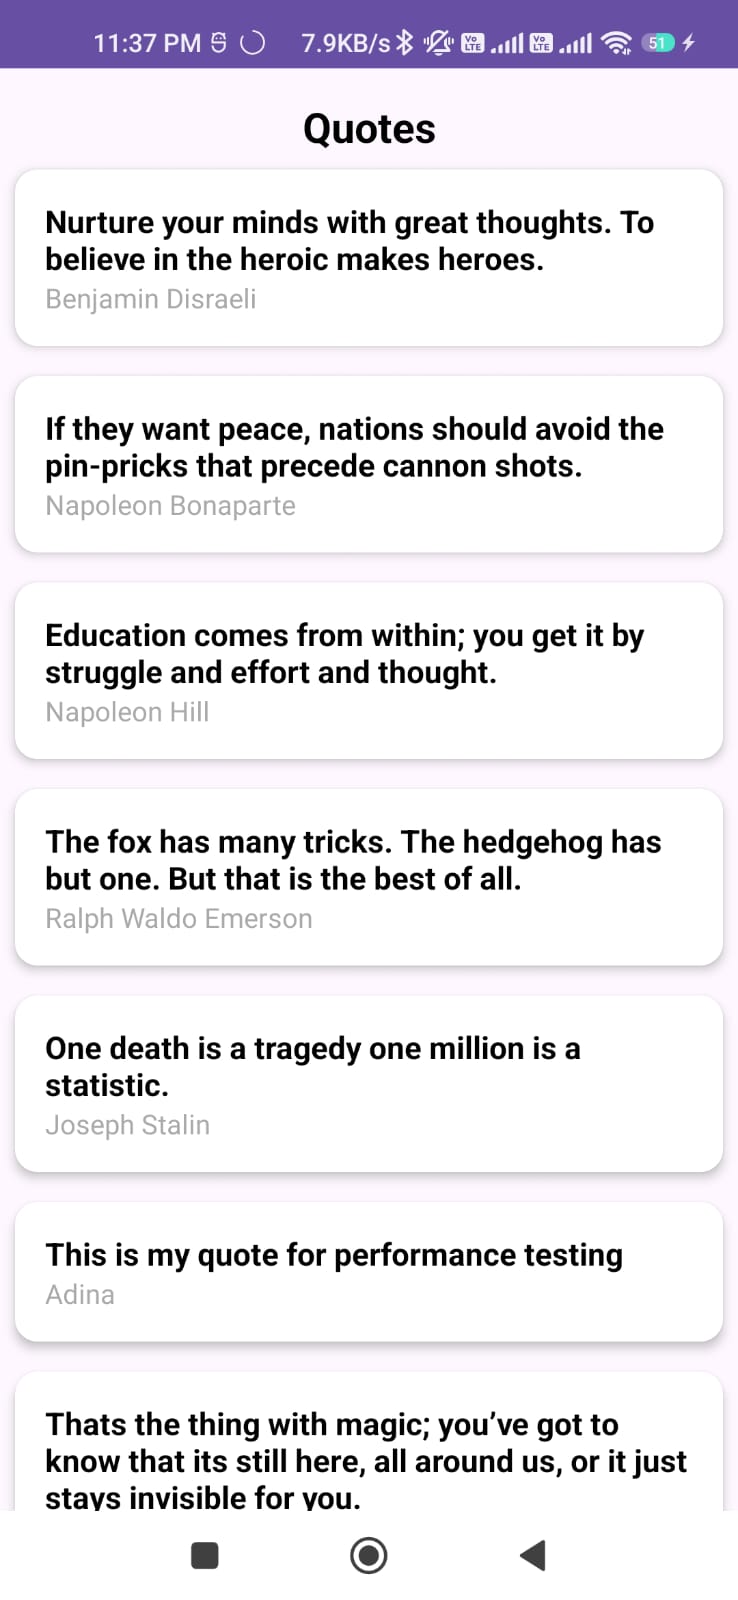 11:37 PM 7.9KB/s Vo LTE Vo LTE 51
Quotes
Nurture your minds with great thoughts. To
believe in the heroic makes heroes.
Benjamin Disraeli
If they want peace, nations should avoid the
pin-pricks that precede cannon shots.
Napoleon Bonaparte
Education comes from within; you get it by
struggle and effort and thought.
Napoleon Hill
The fox has many tricks. The hedgehog has
but one. But that is the best of all.
Ralph Waldo Emerson
One death is a tragedy one million is a
statistic.
Joseph Stalin
This is my quote for performance testing
Adina
Thats the thing with magic; you’ve got to
know that its still here, all around us, or it just
stays invisible for you.